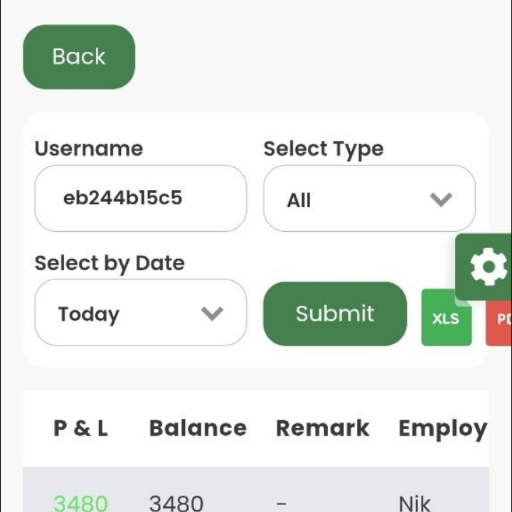 Back
Username Select Type
eb244b15c5 All
Select by Date
Today Submit XLS
P & L Balance Remark Employ
3480 3480 - Nik